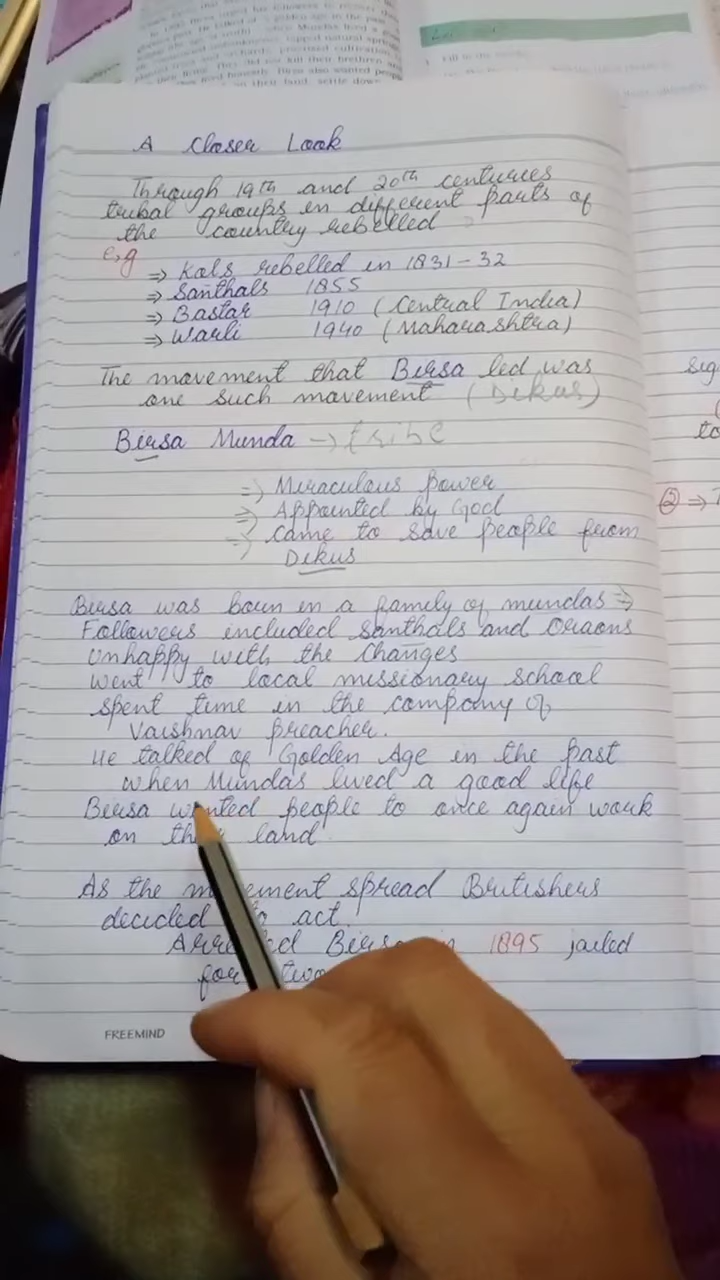 A Closer Look
Through 19th and 20th centuries
tribal groups in different parts of
the country rebelled
e,g
⇒ Kols rebelled in 1831-32
⇒ Santhals 1855
⇒ Bastar 1910 (Central India)
⇒ Warli 1940 (Maharashtra)
The movement that Birsa led was
one such movement (Dikus)
Birsa Munda → tribe
⇒ Miraculous power
⇒ Appointed by God
⇒ came to save people from
Dikus
Birsa was born in a family of mundas ⇒
Followers included Santhals and Oraons
unhappy with the changes
went to local missionary school
spent time in the company of
Vaishnav preacher.
He talked of Golden Age in the past
when Mundas lived a good life
Birsa wanted people to once again work
on land
As the spread Britishers
decided act.
Birsa in 1895 jailed
for two
FREEMIND
sig
to
② ⇒